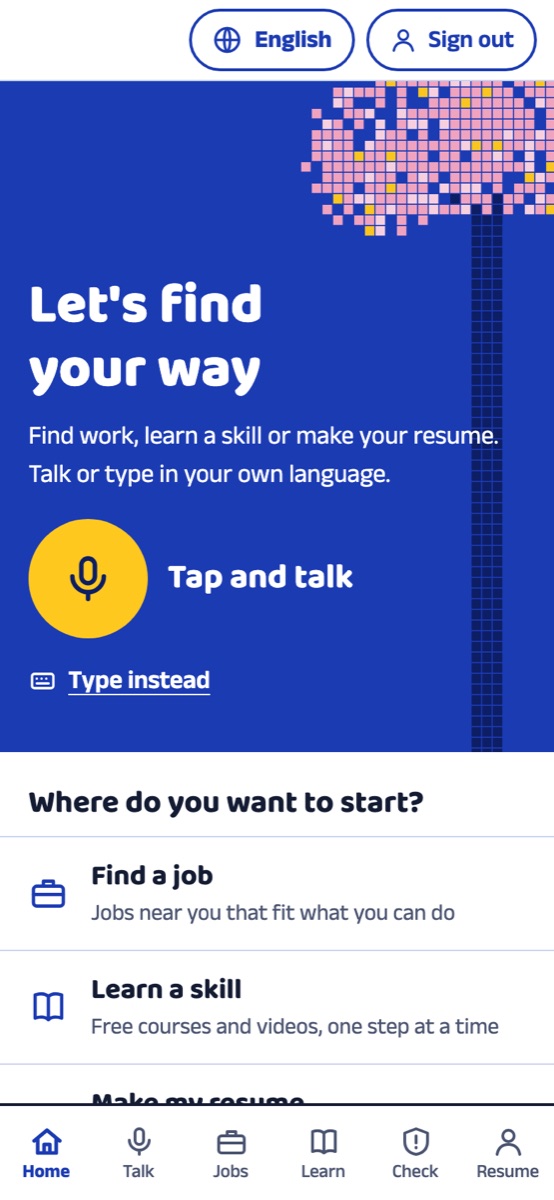 English
Sign out
Let's find
your way
Find work, learn a skill or make your resume.
Talk or type in your own language.
Tap and talk
Type instead
Where do you want to start?
Find a job
Jobs near you that fit what you can do
Learn a skill
Free courses and videos, one step at a time
Make my resume
Home
Talk
Jobs
Learn
Check
Resume